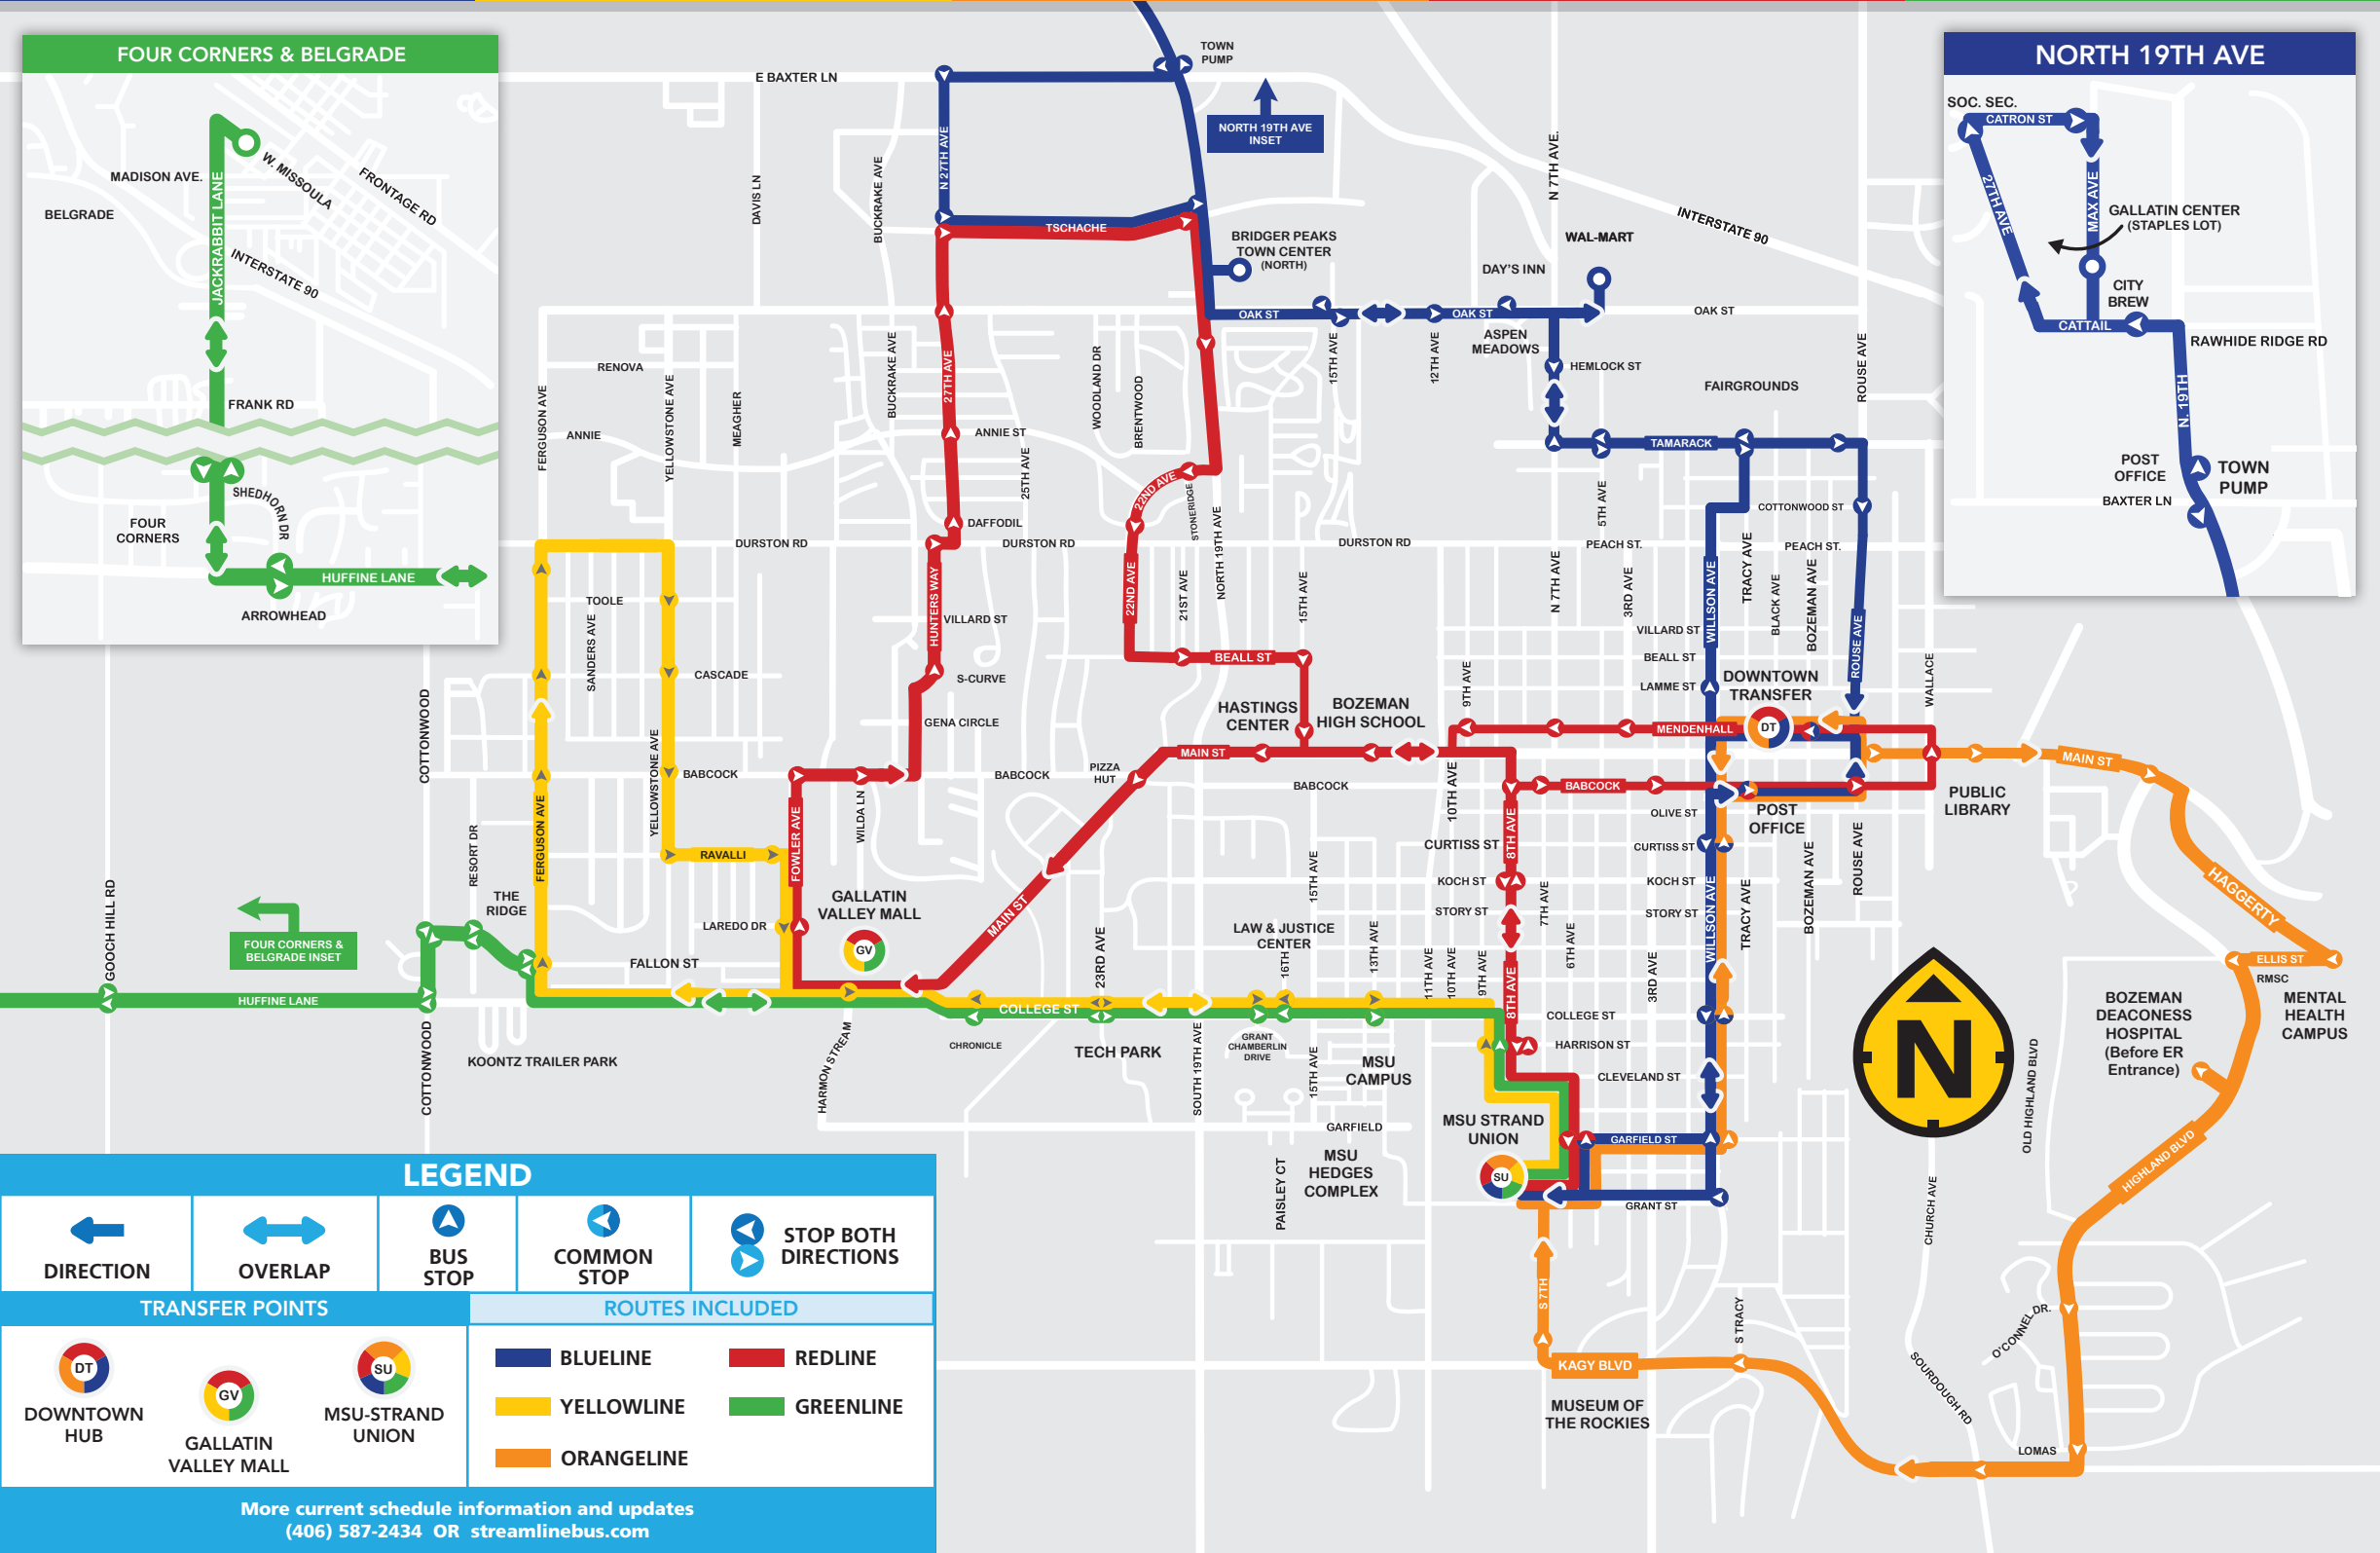 FOUR CORNERS & BELGRADE
MADISON AVE.
BELGRADE
JACKRABBIT LANE
W. MISSOULA
FRONTAGE RD
INTERSTATE 90
FRANK RD
SHEDHORN DR
FOUR
CORNERS
HUFFINE LANE
ARROWHEAD
NORTH 19TH AVE
SOC. SEC.
CATRON ST
27TH AVE
MAX AVE
GALLATIN CENTER
(STAPLES LOT)
CITY
BREW
CATTAIL
RAWHIDE RIDGE RD
N. 19TH
POST
OFFICE
TOWN
PUMP
BAXTER LN
E BAXTER LN
TOWN
PUMP
NORTH 19TH AVE
INSET
N 27TH AVE
DAVIS LN
BUCKRAKE AVE
TSCHACHE
BRIDGER PEAKS
TOWN CENTER
(NORTH)
N 7TH AVE.
INTERSTATE 90
WAL-MART
DAY'S INN
OAK ST
OAK ST
OAK ST
ASPEN
MEADOWS
15TH AVE
12TH AVE
HEMLOCK ST
FAIRGROUNDS
ROUSE AVE
RENOVA
FERGUSON AVE
YELLOWSTONE AVE
MEAGHER
BUCKRAKE AVE
27TH AVE
WOODLAND DR
BRENTWOOD
ANNIE
ANNIE ST
25TH AVE
TAMARACK
22ND AVE
STONERIDGE
NORTH 19TH AVE
5TH AVE
COTTONWOOD ST
DAFFODIL
DURSTON RD
DURSTON RD
DURSTON RD
PEACH ST.
PEACH ST.
TOOLE
SANDERS AVE
HUNTERS WAY
VILLARD ST
22ND AVE
21ST AVE
15TH AVE
N 7TH AVE
3RD AVE
WILLSON AVE
TRACY AVE
BLACK AVE
BOZEMAN AVE
ROUSE AVE
VILLARD ST
BEALL ST
BEALL ST
LAMME ST
CASCADE
S-CURVE
GENA CIRCLE
COTTONWOOD
9TH AVE
DOWNTOWN
TRANSFER
WALLACE
HASTINGS
CENTER
BOZEMAN
HIGH SCHOOL
MENDENHALL
DT
MAIN ST
MAIN ST
YELLOWSTONE AVE
BABCOCK
BABCOCK
PIZZA
HUT
BABCOCK
BABCOCK
10TH AVE
OLIVE ST
POST
OFFICE
PUBLIC
LIBRARY
FERGUSON AVE
RESORT DR
RAVALLI
FOWLER AVE
WILDA LN
CURTISS ST
8TH AVE
CURTISS ST
BOZEMAN AVE
ROUSE AVE
GOOCH HILL RD
THE
RIDGE
GALLATIN
VALLEY MALL
GV
MAIN ST
15TH AVE
KOCH ST
KOCH ST
STORY ST
STORY ST
7TH AVE
6TH AVE
WILLSON AVE
TRACY AVE
HAGGERTY
LAREDO DR
FALLON ST
FOUR CORNERS &
BELGRADE INSET
HUFFINE LANE
23RD AVE
LAW & JUSTICE
CENTER
16TH AVE
13TH AVE
11TH AVE
10TH AVE
9TH AVE
8TH AVE
3RD AVE
ELLIS ST
RMSC
COLLEGE ST
COLLEGE ST
CHRONICLE
TECH PARK
GRANT
CHAMBERLIN
DRIVE
HARRISON ST
MSU
CAMPUS
CLEVELAND ST
BOZEMAN
DEACONESS
HOSPITAL
(Before ER
Entrance)
MENTAL
HEALTH
CAMPUS
N
COTTONWOOD
KOONTZ TRAILER PARK
HARMON STREAM
SOUTH 19TH AVE
15TH AVE
GARFIELD
MSU STRAND
UNION
SU
GARFIELD ST
GRANT ST
MSU
HEDGES
COMPLEX
PAISLEY CT
OLD HIGHLAND BLVD
HIGHLAND BLVD
CHURCH AVE
S 7TH
S TRACY
O'CONNEL DR.
SOURDOUGH RD
KAGY BLVD
MUSEUM OF
THE ROCKIES
LOMAS
LEGEND
DIRECTION
OVERLAP
BUS
STOP
COMMON
STOP
STOP BOTH
DIRECTIONS
TRANSFER POINTS
ROUTES INCLUDED
DT
DOWNTOWN
HUB
GV
GALLATIN
VALLEY MALL
SU
MSU-STRAND
UNION
BLUELINE
REDLINE
YELLOWLINE
GREENLINE
ORANGELINE
More current schedule information and updates
(406) 587-2434 OR streamlinebus.com